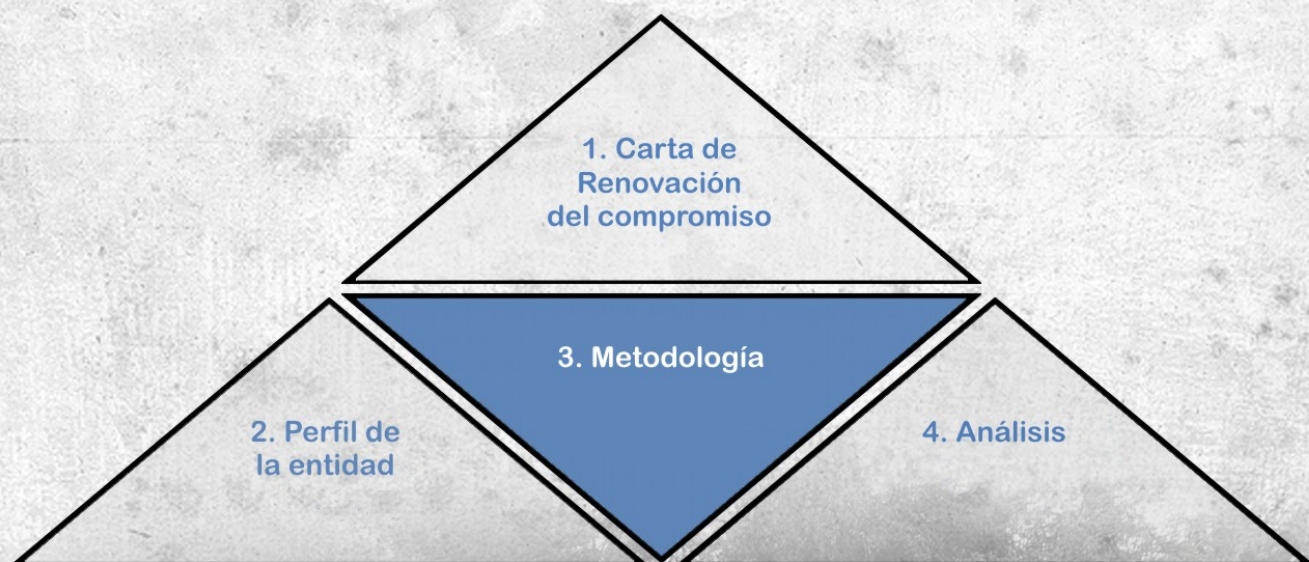 1. Carta de
Renovación
del compromiso
3. Metodología
2. Perfil de
la entidad
4. Análisis